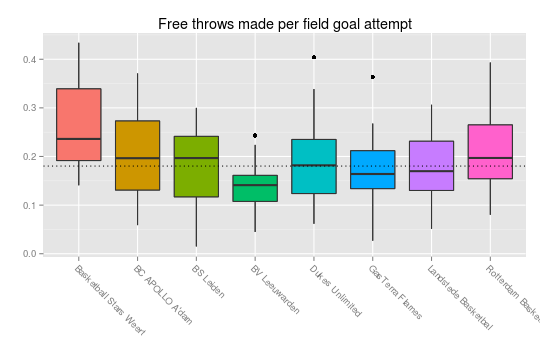 Free throws made per field goal attempt
0.4
0.3
0.2
0.1
0.0
Basketball Stars Weert
BC APOLLO A'dam
BS Leiden
BV Leeuwarden
Dukes Unlimited
GasTerra Flames
Landstede Basketbal
Rotterdam Baske